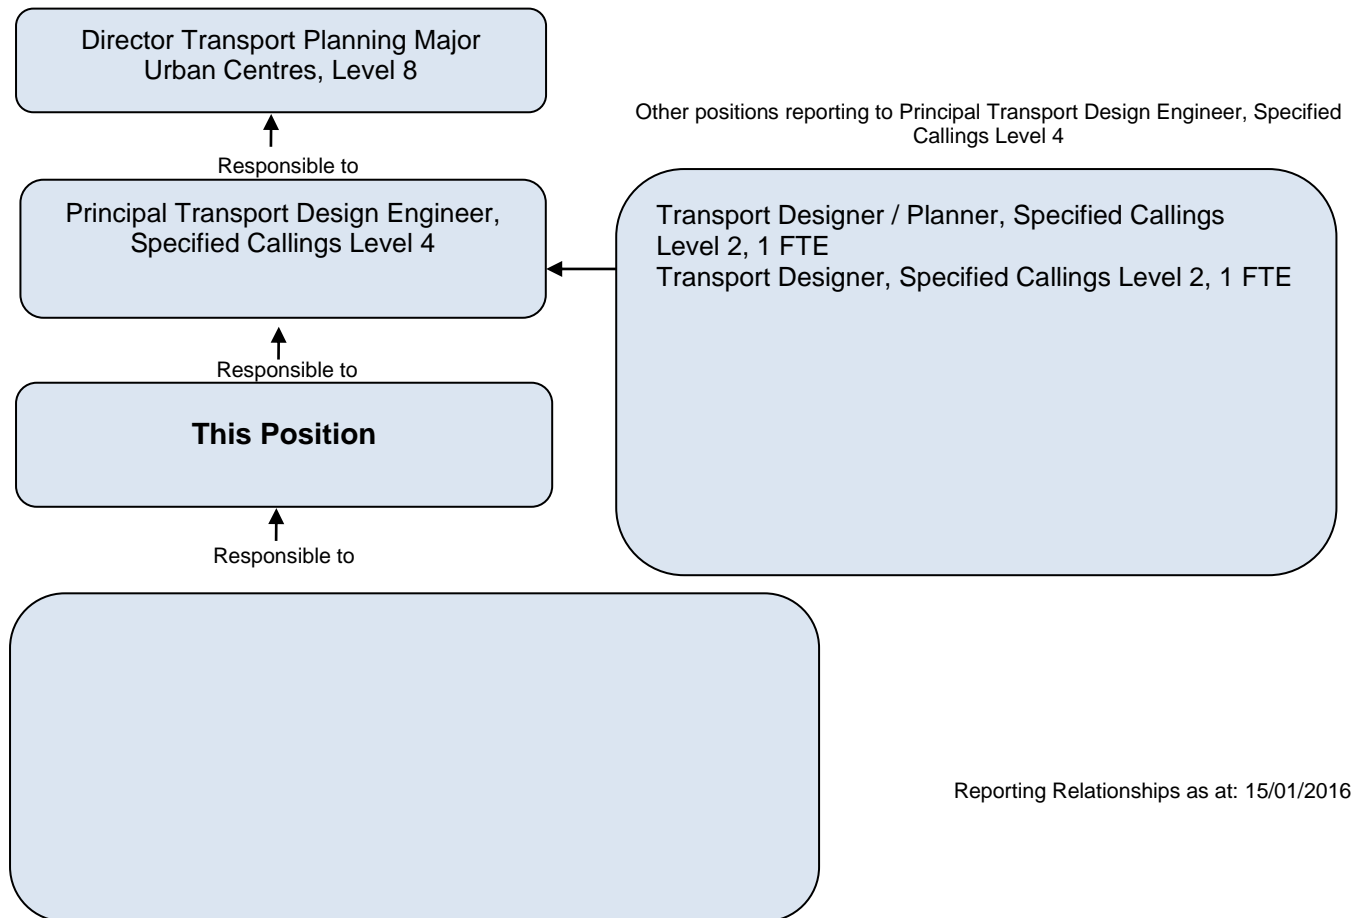 Director Transport Planning Major
Urban Centres, Level 8
Other positions reporting to Principal Transport Design Engineer, Specified
Callings Level 4
Responsible to
Principal Transport Design Engineer,
Specified Callings Level 4
Transport Designer / Planner, Specified Callings
Level 2, 1 FTE
Transport Designer, Specified Callings Level 2, 1 FTE
Responsible to
This Position
Responsible to
Reporting Relationships as at: 15/01/2016